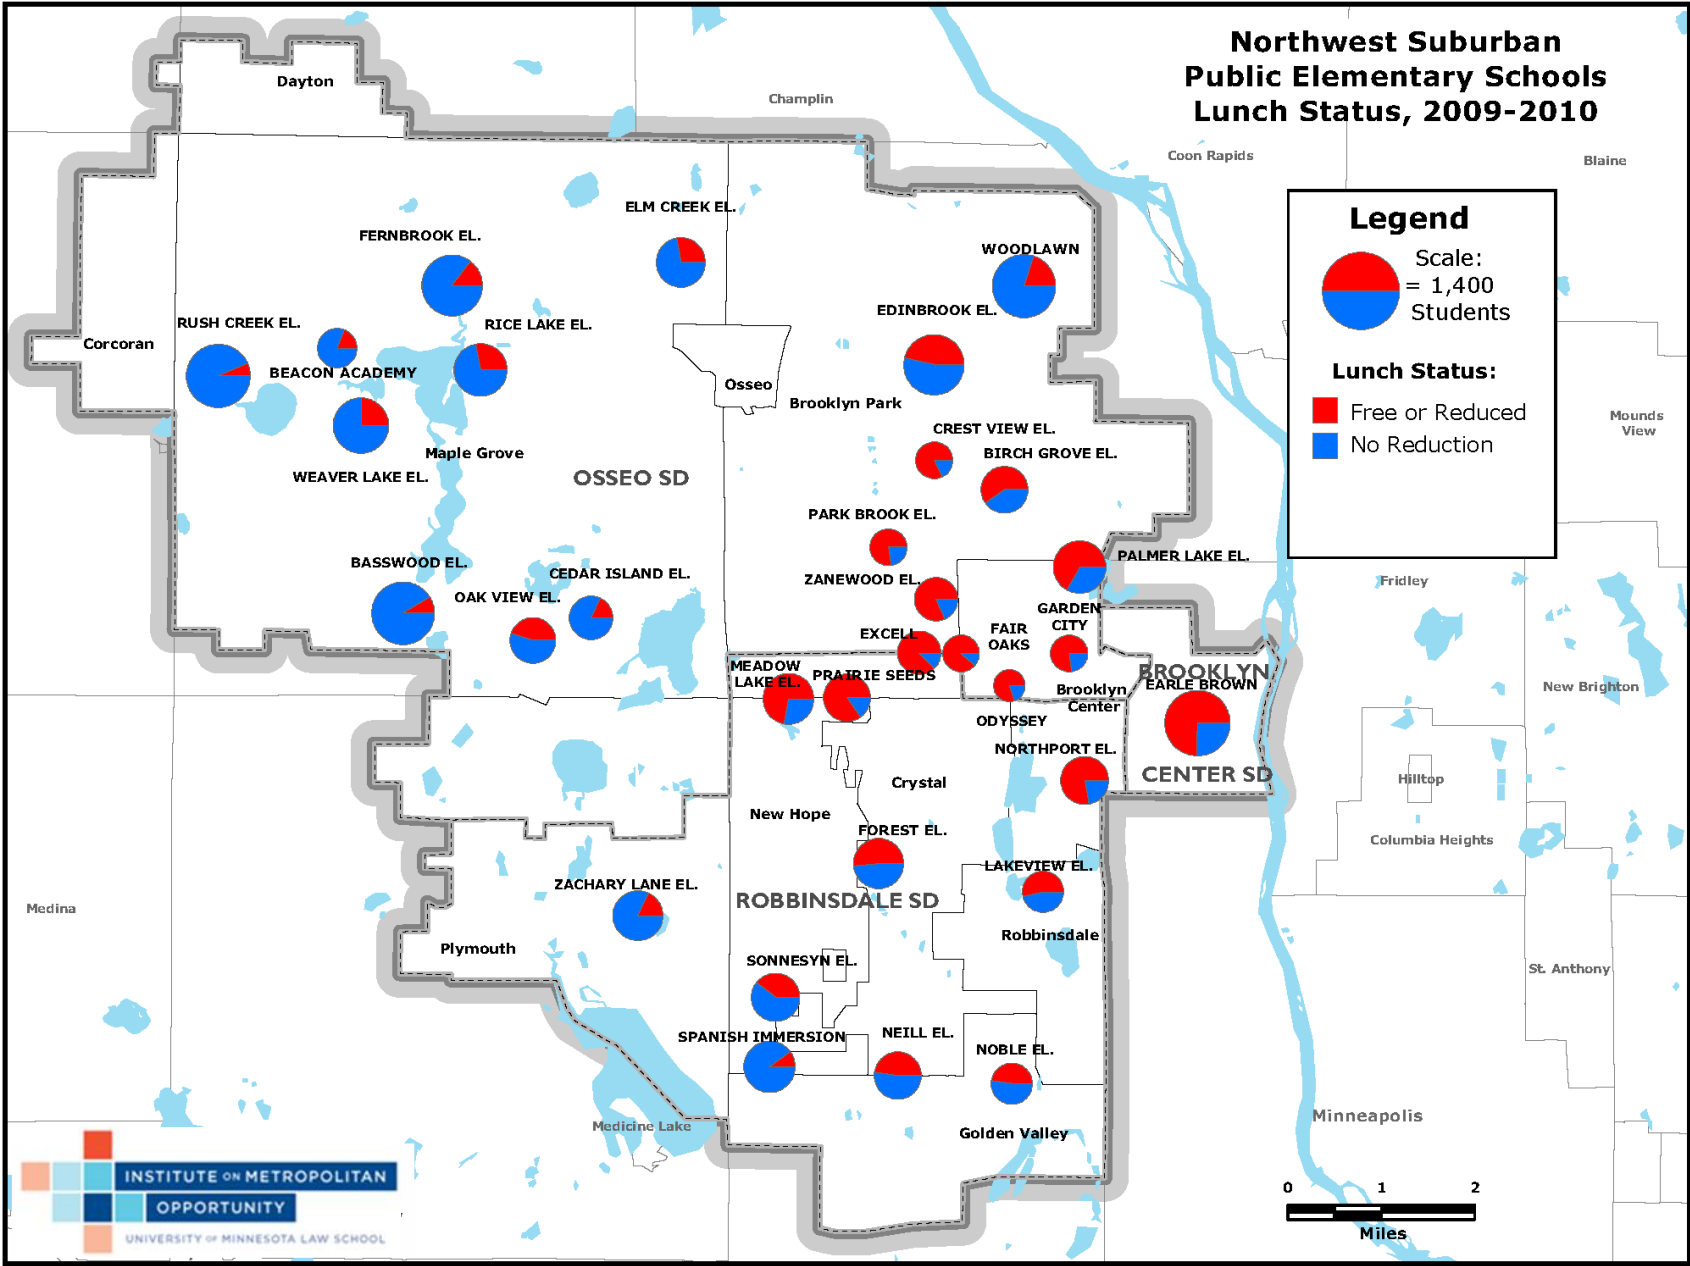 Northwest Suburban
Public Elementary Schools
Lunch Status, 2009-2010
Dayton
Champlin
Coon Rapids
Blaine
Legend
Scale:
= 1,400
Students
Lunch Status:
Free or Reduced
No Reduction
ELM CREEK EL.
FERNBROOK EL.
WOODLAWN
EDINBROOK EL.
RUSH CREEK EL.
RICE LAKE EL.
Corcoran
BEACON ACADEMY
Osseo
Brooklyn Park
Mounds
View
CREST VIEW EL.
Maple Grove
BIRCH GROVE EL.
WEAVER LAKE EL.
OSSEO SD
PARK BROOK EL.
PALMER LAKE EL.
BASSWOOD EL.
CEDAR ISLAND EL.
ZANEWOOD EL.
Fridley
OAK VIEW EL.
GARDEN
CITY
FAIR
OAKS
EXCELL
MEADOW
LAKE EL.
PRAIRIE SEEDS
BROOKLYN
EARLE BROWN
New Brighton
Brooklyn
Center
ODYSSEY
NORTHPORT EL.
CENTER SD
Hilltop
Crystal
New Hope
FOREST EL.
Columbia Heights
LAKEVIEW EL.
ZACHARY LANE EL.
ROBBINSDALE SD
Medina
Robbinsdale
Plymouth
SONNESYN EL.
St. Anthony
SPANISH IMMERSION
NEILL EL.
NOBLE EL.
Minneapolis
Medicine Lake
Golden Valley
INSTITUTE ON METROPOLITAN
OPPORTUNITY
UNIVERSITY OF MINNESOTA LAW SCHOOL
0 1 2
Miles